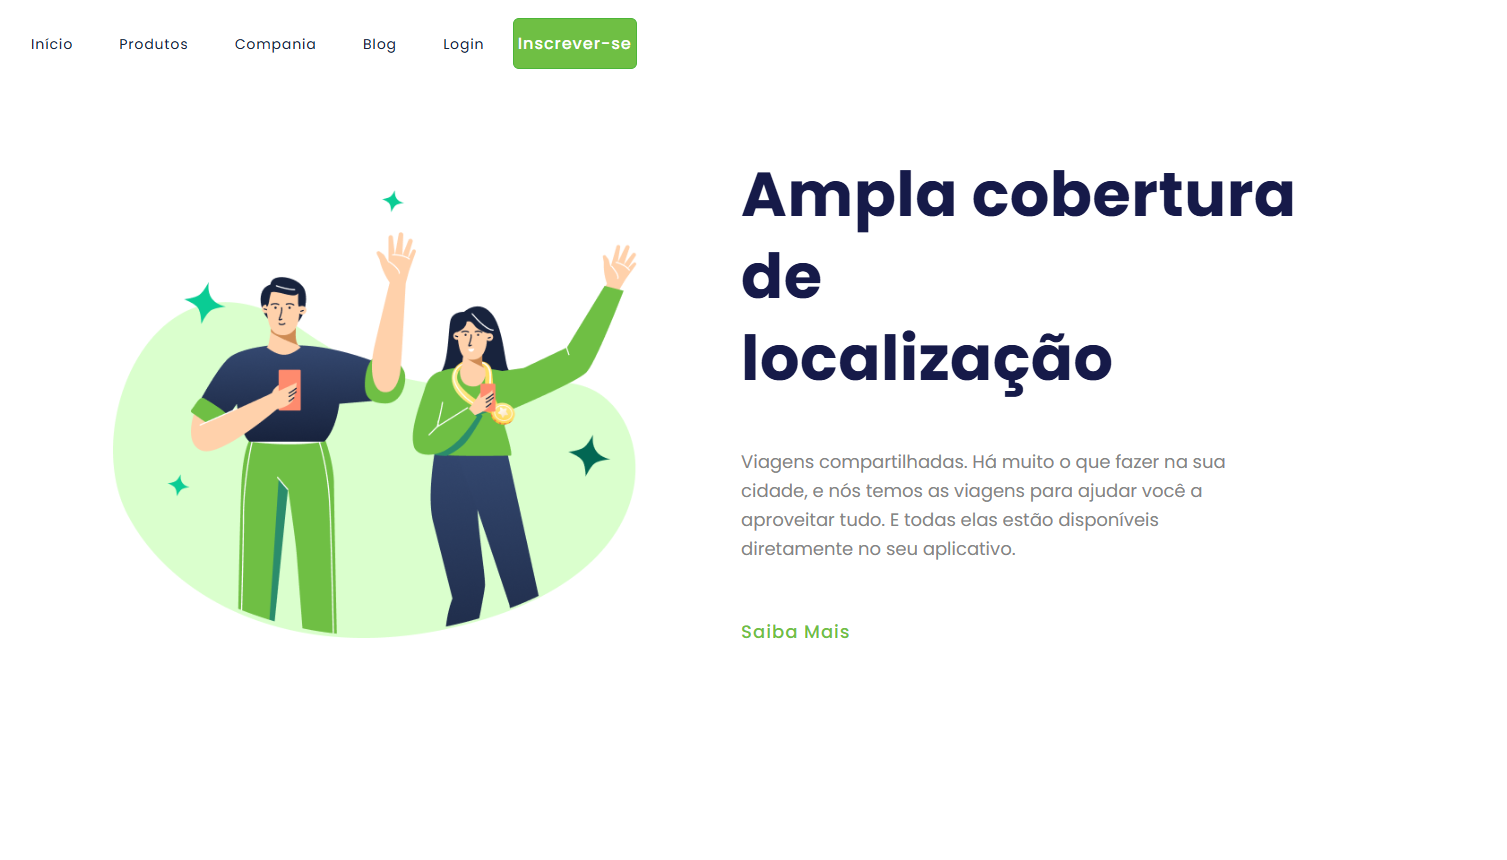 Início Produtos Compania Blog Login Inscrever-se
Ampla cobertura
de
localização
Viagens compartilhadas. Há muito o que fazer na sua
cidade, e nós temos as viagens para ajudar você a
aproveitar tudo. E todas elas estão disponíveis
diretamente no seu aplicativo.
Saiba Mais